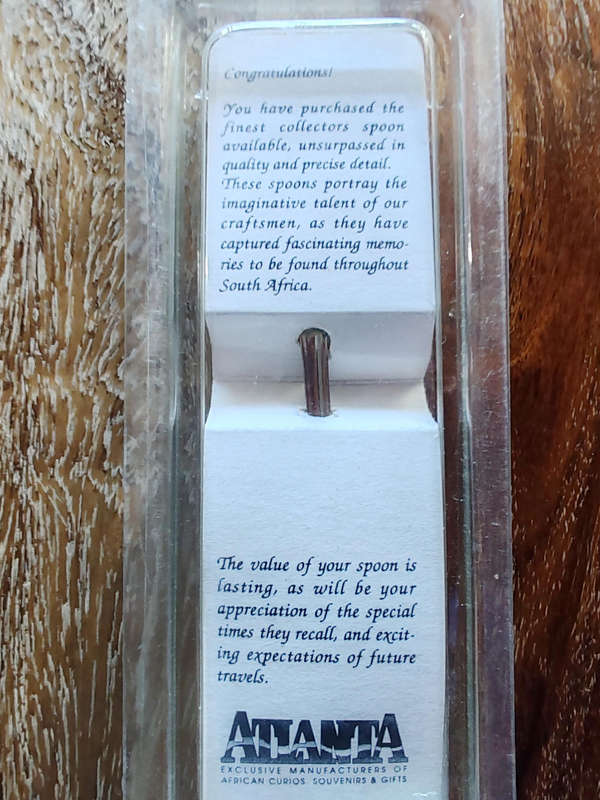 Congratulations!
You have purchased the
finest collectors spoon
available, unsurpassed in
quality and precise detail.
These spoons portray the
imaginative talent of our
craftsmen, as they have
captured fascinating memo-
ries to be found throughout
South Africa.
The value of your spoon is
lasting, as will be your
appreciation of the special
times they recall, and excit-
ing expectations of future
travels.
ATLANTA
EXCLUSIVE MANUFACTURERS OF
AFRICAN CURIOS, SOUVENIRS & GIFTS